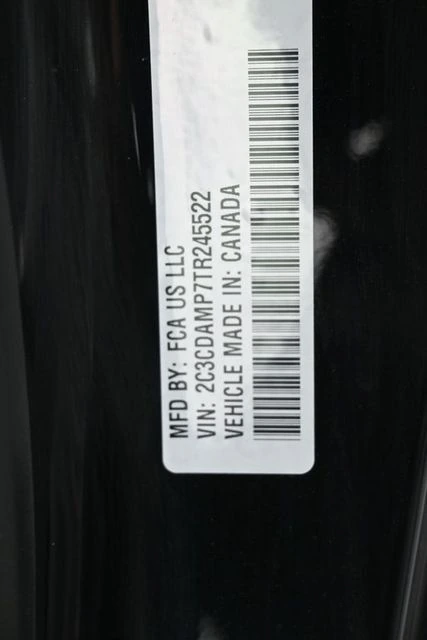 MFD BY: FCA US LLC
VIN: 2C3CDAMP7TR245522
VEHICLE MADE IN: CANADA